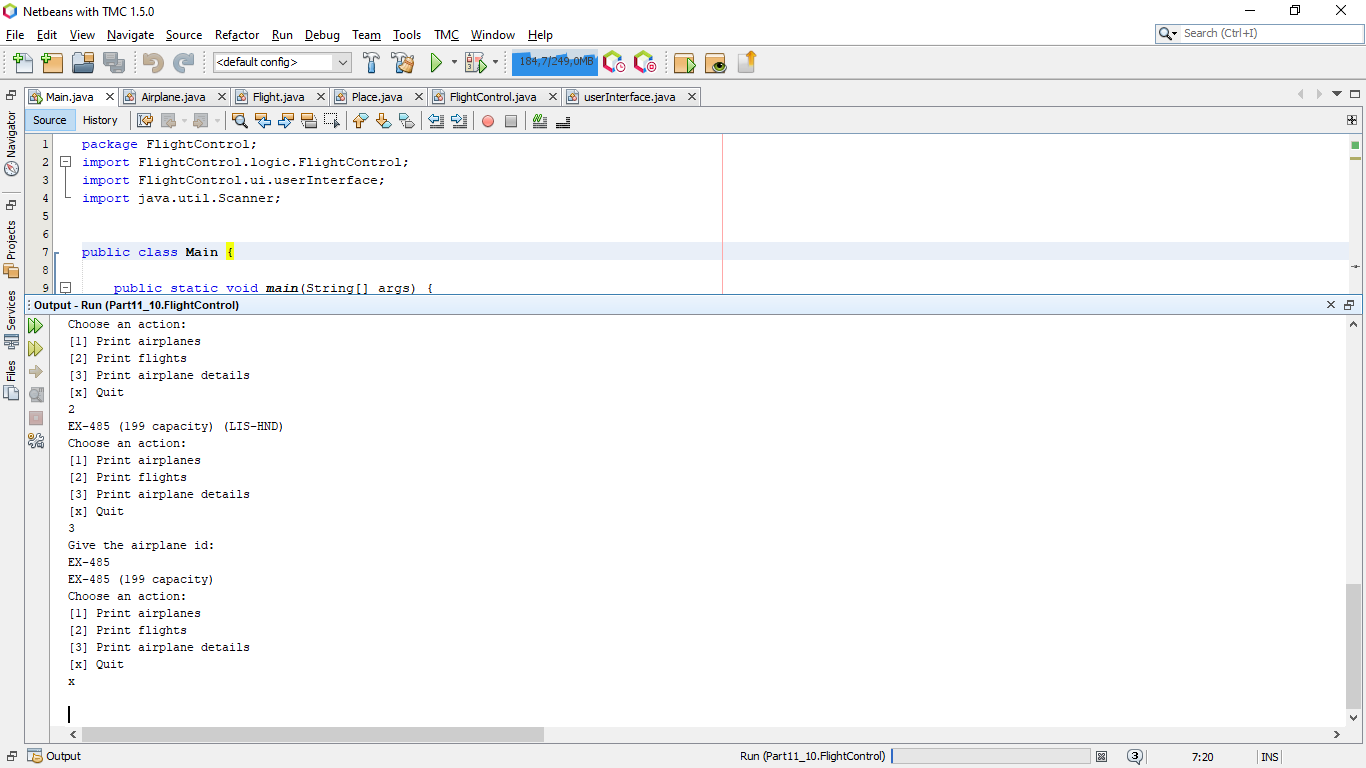 Netbeans with TMC 1.5.0
File Edit View Navigate Source Refactor Run Debug Team Tools TMC Window Help
Search (Ctrl+I)
<default config>
184,7/249,0MB
Main.java Airplane.java Flight.java Place.java FlightControl.java userInterface.java
Source History
Navigator
Projects
Services
Files
1 package FlightControl;
2 import FlightControl.logic.FlightControl;
3 import FlightControl.ui.userInterface;
4 import java.util.Scanner;
5
6
7 public class Main {
8
9 public static void main(String[] args) {
Output - Run (Part11_10.FlightControl)
Choose an action:
[1] Print airplanes
[2] Print flights
[3] Print airplane details
[x] Quit
2
EX-485 (199 capacity) (LIS-HND)
Choose an action:
[1] Print airplanes
[2] Print flights
[3] Print airplane details
[x] Quit
3
Give the airplane id:
EX-485
EX-485 (199 capacity)
Choose an action:
[1] Print airplanes
[2] Print flights
[3] Print airplane details
[x] Quit
x
Output
Run (Part11_10.FlightControl)
3
7:20
INS